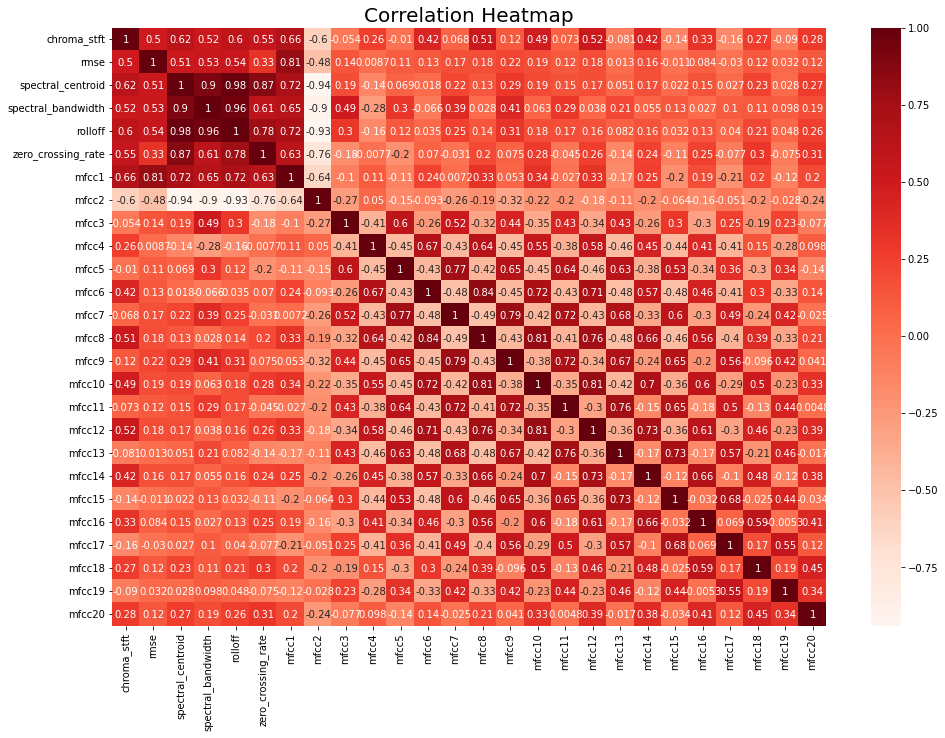 Correlation Heatmap
chroma_stft 1 0.5 0.62 0.52 0.6 0.55 0.66 -0.6 -0.054 0.26 -0.01 0.42 0.068 0.51 0.12 0.49 0.073 0.52 -0.081 0.42 -0.14 0.33 -0.16 0.27 -0.09 0.28
rmse 0.5 1 0.51 0.53 0.54 0.33 0.81 -0.48 0.14 0.0087 0.11 0.13 0.17 0.18 0.22 0.19 0.12 0.18 0.013 0.16 -0.011 0.084 -0.03 0.12 0.032 0.12
spectral_centroid 0.62 0.51 1 0.9 0.98 0.87 0.72 -0.94 0.19 -0.14 0.069 0.018 0.22 0.13 0.29 0.19 0.15 0.17 0.051 0.17 0.022 0.15 0.027 0.23 0.028 0.27
spectral_bandwidth 0.52 0.53 0.9 1 0.96 0.61 0.65 -0.9 0.49 -0.28 0.3 -0.066 0.39 0.028 0.41 0.063 0.29 0.038 0.21 0.055 0.13 0.027 0.1 0.11 0.098 0.19
rolloff 0.6 0.54 0.98 0.96 1 0.78 0.72 -0.93 0.3 -0.16 0.12 0.035 0.25 0.14 0.31 0.18 0.17 0.16 0.082 0.16 0.032 0.13 0.04 0.21 0.048 0.26
zero_crossing_rate 0.55 0.33 0.87 0.61 0.78 1 0.63 -0.76 -0.18 0.0077 -0.2 0.07 -0.031 0.2 0.075 0.28 -0.045 0.26 -0.14 0.24 -0.11 0.25 -0.077 0.3 -0.075 0.31
mfcc1 0.66 0.81 0.72 0.65 0.72 0.63 1 -0.64 -0.1 0.11 -0.11 0.24 0.0072 0.33 0.053 0.34 -0.027 0.33 -0.17 0.25 -0.2 0.19 -0.21 0.2 -0.12 0.2
mfcc2 -0.6 -0.48 -0.94 -0.9 -0.93 -0.76 -0.64 1 -0.27 0.05 -0.15 -0.093 -0.26 -0.19 -0.32 -0.22 -0.2 -0.18 -0.11 -0.2 -0.064 -0.16 -0.051 -0.2 -0.028 -0.24
mfcc3 -0.054 0.14 0.19 0.49 0.3 -0.18 -0.1 -0.27 1 -0.41 0.6 -0.26 0.52 -0.32 0.44 -0.35 0.43 -0.34 0.43 -0.26 0.3 -0.3 0.25 -0.19 0.23 -0.077
mfcc4 0.26 0.0087 -0.14 -0.28 -0.16 0.0077 0.11 0.05 -0.41 1 -0.45 0.67 -0.43 0.64 -0.45 0.55 -0.38 0.58 -0.46 0.45 -0.44 0.41 -0.41 0.15 -0.28 0.098
mfcc5 -0.01 0.11 0.069 0.3 0.12 -0.2 -0.11 -0.15 0.6 -0.45 1 -0.43 0.77 -0.42 0.65 -0.45 0.64 -0.46 0.63 -0.38 0.53 -0.34 0.36 -0.3 0.34 -0.14
mfcc6 0.42 0.13 0.018 -0.066 0.035 0.07 0.24 -0.093 -0.26 0.67 -0.43 1 -0.48 0.84 -0.45 0.72 -0.43 0.71 -0.48 0.57 -0.48 0.46 -0.41 0.3 -0.33 0.14
mfcc7 0.068 0.17 0.22 0.39 0.25 -0.031 0.0072 -0.26 0.52 -0.43 0.77 -0.48 1 -0.49 0.79 -0.42 0.72 -0.43 0.68 -0.33 0.6 -0.3 0.49 -0.24 0.42 -0.025
mfcc8 0.51 0.18 0.13 0.028 0.14 0.2 0.33 -0.19 -0.32 0.64 -0.42 0.84 -0.49 1 -0.43 0.81 -0.41 0.76 -0.48 0.66 -0.46 0.56 -0.4 0.39 -0.33 0.21
mfcc9 0.12 0.22 0.29 0.41 0.31 0.075 0.053 -0.32 0.44 -0.45 0.65 -0.45 0.79 -0.43 1 -0.38 0.72 -0.34 0.67 -0.24 0.65 -0.2 0.56 -0.096 0.42 0.041
mfcc10 0.49 0.19 0.19 0.063 0.18 0.28 0.34 -0.22 -0.35 0.55 -0.45 0.72 -0.42 0.81 -0.38 1 -0.35 0.81 -0.42 0.7 -0.36 0.6 -0.29 0.5 -0.23 0.33
mfcc11 0.073 0.12 0.15 0.29 0.17 -0.045 -0.027 -0.2 0.43 -0.38 0.64 -0.43 0.72 -0.41 0.72 -0.35 1 -0.3 0.76 -0.15 0.65 -0.18 0.5 -0.13 0.44 0.0048
mfcc12 0.52 0.18 0.17 0.038 0.16 0.26 0.33 -0.18 -0.34 0.58 -0.46 0.71 -0.43 0.76 -0.34 0.81 -0.3 1 -0.36 0.73 -0.36 0.61 -0.3 0.46 -0.23 0.39
mfcc13 -0.081 0.013 0.051 0.21 0.082 -0.14 -0.17 -0.11 0.43 -0.46 0.63 -0.48 0.68 -0.48 0.67 -0.42 0.76 -0.36 1 -0.17 0.73 -0.17 0.57 -0.21 0.46 -0.017
mfcc14 0.42 0.16 0.17 0.055 0.16 0.24 0.25 -0.2 -0.26 0.45 -0.38 0.57 -0.33 0.66 -0.24 0.7 -0.15 0.73 -0.17 1 -0.12 0.66 -0.1 0.48 -0.12 0.38
mfcc15 -0.14 -0.011 0.022 0.13 0.032 -0.11 -0.2 -0.064 0.3 -0.44 0.53 -0.48 0.6 -0.46 0.65 -0.36 0.65 -0.36 0.73 -0.12 1 -0.032 0.68 -0.025 0.44 -0.034
mfcc16 0.33 0.084 0.15 0.027 0.13 0.25 0.19 -0.16 -0.3 0.41 -0.34 0.46 -0.3 0.56 -0.2 0.6 -0.18 0.61 -0.17 0.66 -0.032 1 0.069 0.59 0.0053 0.41
mfcc17 -0.16 -0.03 0.027 0.1 0.04 -0.077 -0.21 -0.051 0.25 -0.41 0.36 -0.41 0.49 -0.4 0.56 -0.29 0.5 -0.3 0.57 -0.1 0.68 0.069 1 0.17 0.55 0.12
mfcc18 0.27 0.12 0.23 0.11 0.21 0.3 0.2 -0.2 -0.19 0.15 -0.3 0.3 -0.24 0.39 -0.096 0.5 -0.13 0.46 -0.21 0.48 -0.025 0.59 0.17 1 0.19 0.45
mfcc19 -0.09 0.032 0.028 0.098 0.048 -0.075 -0.12 -0.028 0.23 -0.28 0.34 -0.33 0.42 -0.33 0.42 -0.23 0.44 -0.23 0.46 -0.12 0.44 0.0053 0.55 0.19 1 0.34
mfcc20 0.28 0.12 0.27 0.19 0.26 0.31 0.2 -0.24 -0.077 0.098 -0.14 0.14 -0.025 0.21 0.041 0.33 0.0048 0.39 -0.017 0.38 -0.034 0.41 0.12 0.45 0.34 1
chroma_stft rmse spectral_centroid spectral_bandwidth rolloff zero_crossing_rate mfcc1 mfcc2 mfcc3 mfcc4 mfcc5 mfcc6 mfcc7 mfcc8 mfcc9 mfcc10 mfcc11 mfcc12 mfcc13 mfcc14 mfcc15 mfcc16 mfcc17 mfcc18 mfcc19 mfcc20
1.00
0.75
0.50
0.25
0.00
−0.25
−0.50
−0.75